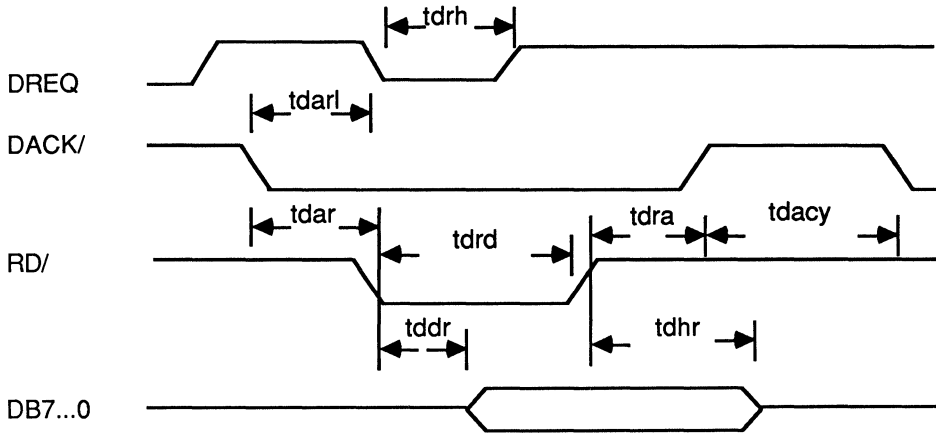 tdrh
DREQ
tdarl
DACK/
tdar
tdrd
tdra
tdacy
RD/
tddr
tdhr
DB7...0